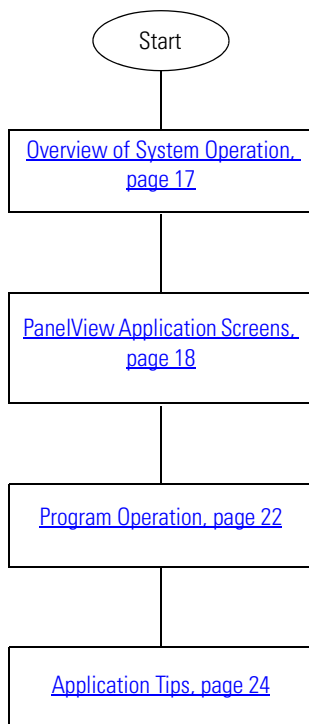 Start
Overview of System Operation,
page 17
PanelView Application Screens,
page 18
Program Operation, page 22
Application Tips, page 24